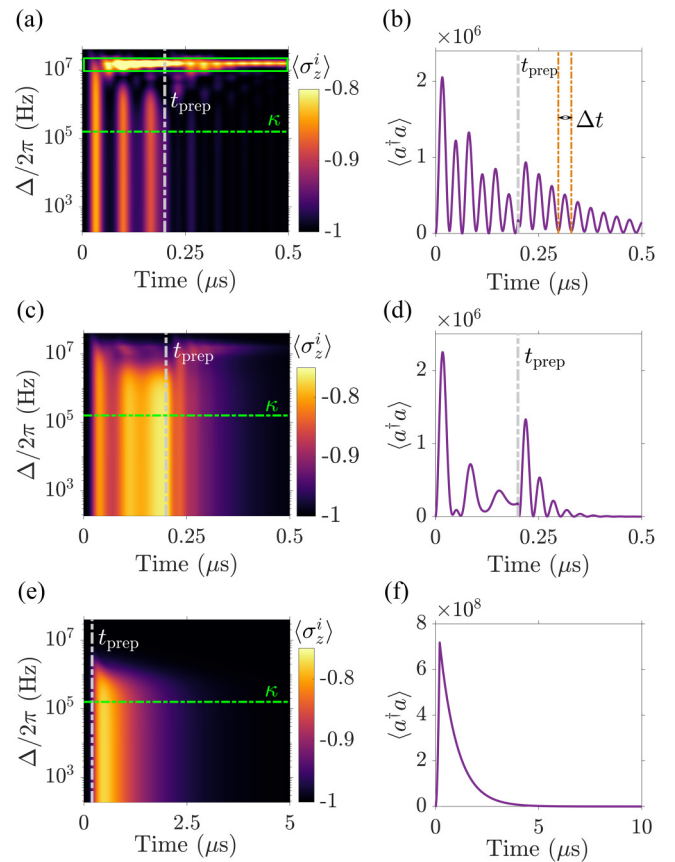 (a)
Δ/2π (Hz)
10^7
10^5
10^3
t_prep
κ
⟨σ_z^i⟩
-0.8
-0.9
-1
0
0.25
0.5
Time (μs)
(b)
×10^6
⟨a†a⟩
2
1
0
t_prep
Δt
0
0.25
0.5
Time (μs)
(c)
Δ/2π (Hz)
10^7
10^5
10^3
t_prep
κ
⟨σ_z^i⟩
-0.8
-0.9
-1
0
0.25
0.5
Time (μs)
(d)
×10^6
⟨a†a⟩
2
1
0
t_prep
0
0.25
0.5
Time (μs)
(e)
Δ/2π (Hz)
10^7
10^5
10^3
t_prep
κ
⟨σ_z^i⟩
-0.8
-0.9
-1
0
2.5
5
Time (μs)
(f)
×10^8
⟨a†a⟩
8
6
4
2
0
0
5
10
Time (μs)